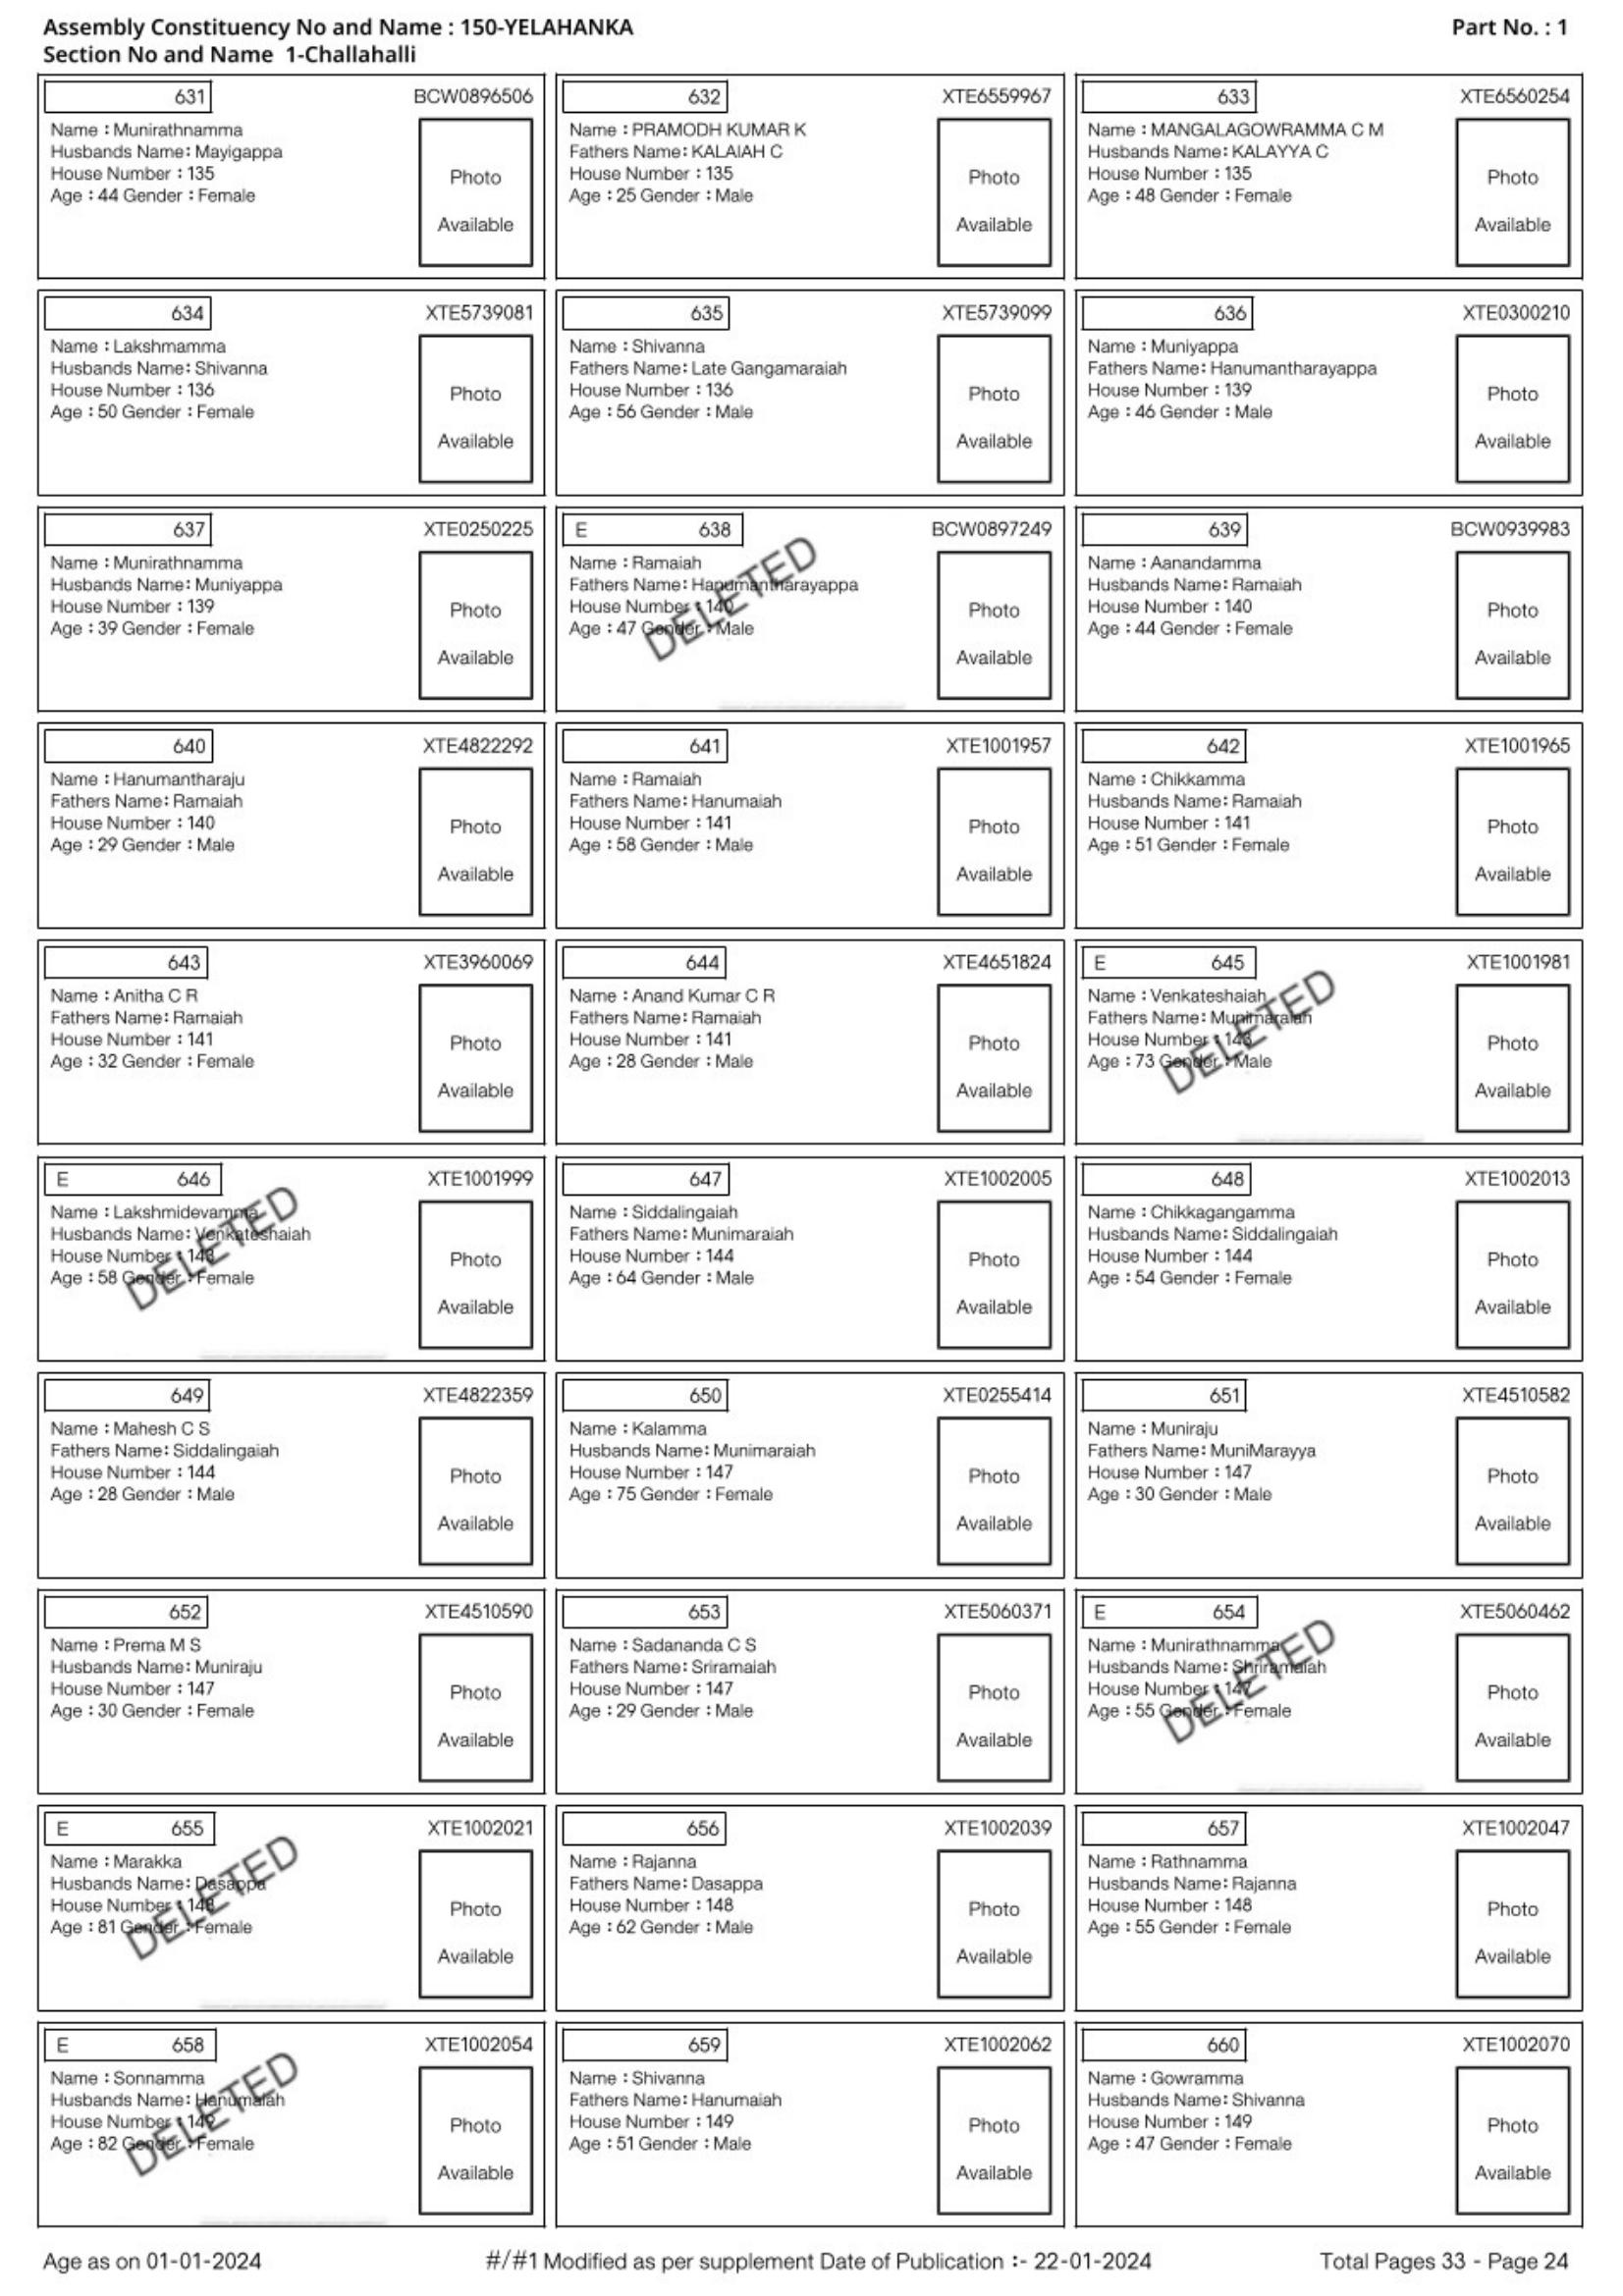 Assembly Constituency No and Name : 150-YELAHANKA
Part No. : 1
Section No and Name 1-Challahalli
631 BCW0896506
Name : Munirathnamma
Husbands Name: Mayigappa
House Number : 135
Age : 44 Gender : Female
Photo
Available
632 XTE6559967
Name : PRAMODH KUMAR K
Fathers Name: KALAIAH C
House Number : 135
Age : 25 Gender : Male
Photo
Available
633 XTE6560254
Name : MANGALAGOWRAMMA C M
Husbands Name: KALAYYA C
House Number : 135
Age : 48 Gender : Female
Photo
Available
634 XTE5739081
Name : Lakshmamma
Husbands Name: Shivanna
House Number : 136
Age : 50 Gender : Female
Photo
Available
635 XTE5739099
Name : Shivanna
Fathers Name: Late Gangamaraiah
House Number : 136
Age : 56 Gender : Male
Photo
Available
636 XTE0300210
Name : Muniyappa
Fathers Name: Hanumantharayappa
House Number : 139
Age : 46 Gender : Male
Photo
Available
637 XTE0250225
Name : Munirathnamma
Husbands Name: Muniyappa
House Number : 139
Age : 39 Gender : Female
Photo
Available
E 638 BCW0897249
Name : Ramaiah
Fathers Name: Hanumantharayappa
House Number : 140
Age : 47 Gender : Male
DELETED
Photo
Available
639 BCW0939983
Name : Aanandamma
Husbands Name: Ramaiah
House Number : 140
Age : 44 Gender : Female
Photo
Available
640 XTE4822292
Name : Hanumantharaju
Fathers Name: Ramaiah
House Number : 140
Age : 29 Gender : Male
Photo
Available
641 XTE1001957
Name : Ramaiah
Fathers Name: Hanumaiah
House Number : 141
Age : 58 Gender : Male
Photo
Available
642 XTE1001965
Name : Chikkamma
Husbands Name: Ramaiah
House Number : 141
Age : 51 Gender : Female
Photo
Available
643 XTE3960069
Name : Anitha C R
Fathers Name: Ramaiah
House Number : 141
Age : 32 Gender : Female
Photo
Available
644 XTE4651824
Name : Anand Kumar C R
Fathers Name: Ramaiah
House Number : 141
Age : 28 Gender : Male
Photo
Available
E 645 XTE1001981
Name : Venkateshaiah
Fathers Name: Munimaraiah
House Number : 143
Age : 73 Gender : Male
DELETED
Photo
Available
E 646 XTE1001999
Name : Lakshmidevamma
Husbands Name: Venkateshaiah
House Number : 143
Age : 58 Gender : Female
DELETED
Photo
Available
647 XTE1002005
Name : Siddalingaiah
Fathers Name: Munimaraiah
House Number : 144
Age : 64 Gender : Male
Photo
Available
648 XTE1002013
Name : Chikkagangamma
Husbands Name: Siddalingaiah
House Number : 144
Age : 54 Gender : Female
Photo
Available
649 XTE4822359
Name : Mahesh C S
Fathers Name: Siddalingaiah
House Number : 144
Age : 28 Gender : Male
Photo
Available
650 XTE0255414
Name : Kalamma
Husbands Name: Munimaraiah
House Number : 147
Age : 75 Gender : Female
Photo
Available
651 XTE4510582
Name : Muniraju
Fathers Name: MuniMarayya
House Number : 147
Age : 30 Gender : Male
Photo
Available
652 XTE4510590
Name : Prema M S
Husbands Name: Muniraju
House Number : 147
Age : 30 Gender : Female
Photo
Available
653 XTE5060371
Name : Sadananda C S
Fathers Name: Sriramaiah
House Number : 147
Age : 29 Gender : Male
Photo
Available
E 654 XTE5060462
Name : Munirathnamma
Husbands Name: Shriramaiah
House Number : 147
Age : 55 Gender : Female
DELETED
Photo
Available
E 655 XTE1002021
Name : Marakka
Husbands Name: Dasappa
House Number : 148
Age : 81 Gender : Female
DELETED
Photo
Available
656 XTE1002039
Name : Rajanna
Fathers Name: Dasappa
House Number : 148
Age : 62 Gender : Male
Photo
Available
657 XTE1002047
Name : Rathnamma
Husbands Name: Rajanna
House Number : 148
Age : 55 Gender : Female
Photo
Available
E 658 XTE1002054
Name : Sonnamma
Husbands Name: Hanumaiah
House Number : 149
Age : 82 Gender : Female
DELETED
Photo
Available
659 XTE1002062
Name : Shivanna
Fathers Name: Hanumaiah
House Number : 149
Age : 51 Gender : Male
Photo
Available
660 XTE1002070
Name : Gowramma
Husbands Name: Shivanna
House Number : 149
Age : 47 Gender : Female
Photo
Available
Age as on 01-01-2024
#/#1 Modified as per supplement Date of Publication :- 22-01-2024
Total Pages 33 - Page 24